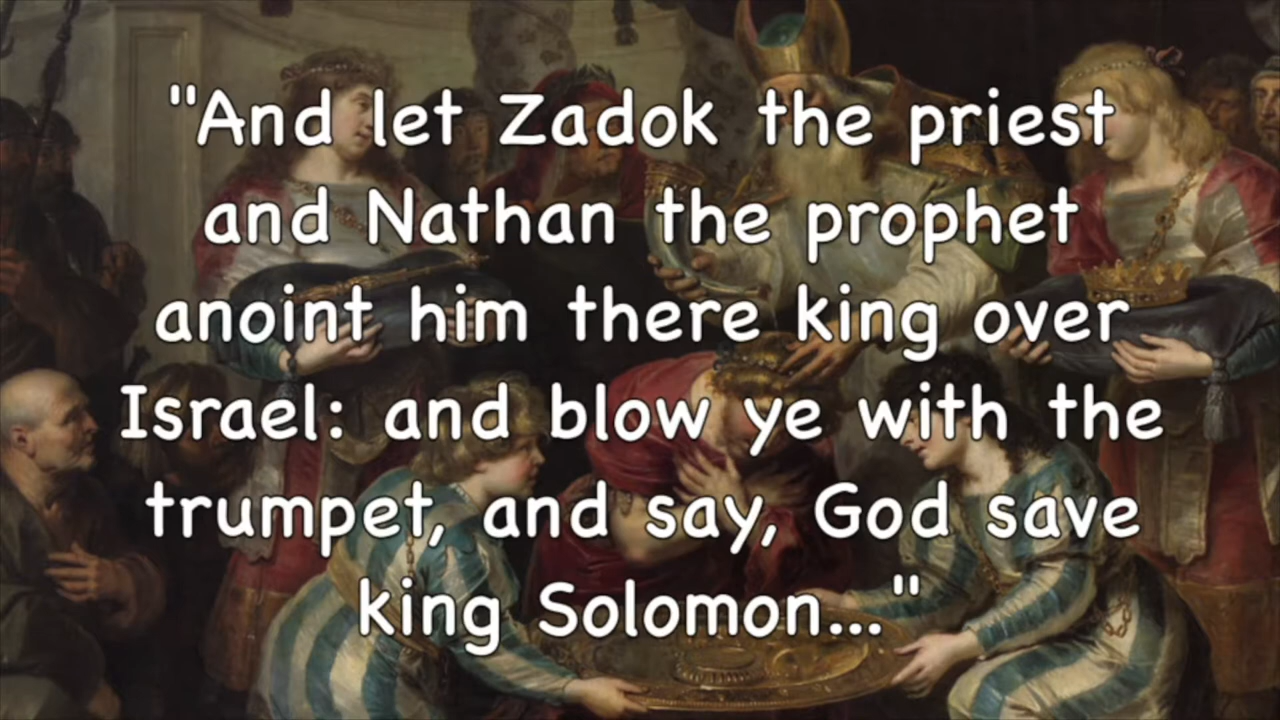 "And let Zadok the priest
and Nathan the prophet
anoint him there king over
Israel: and blow ye with the
trumpet, and say, God save
king Solomon..."